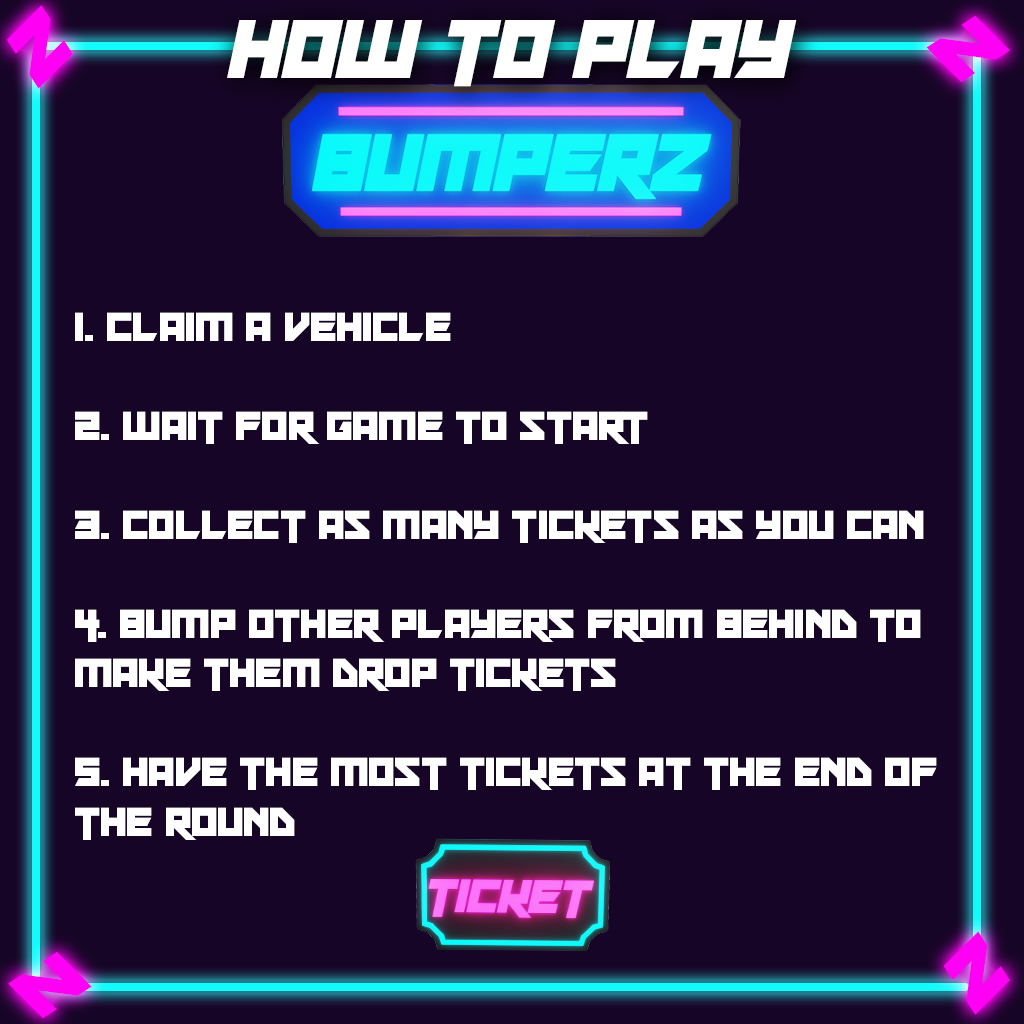 HOW TO PLAY
BUMPERZ
1. CLAIM A VEHICLE
2. WAIT FOR GAME TO START
3. COLLECT AS MANY TICKETS AS YOU CAN
4. BUMP OTHER PLAYERS FROM BEHIND TO
MAKE THEM DROP TICKETS
5. HAVE THE MOST TICKETS AT THE END OF
THE ROUND
TICKET